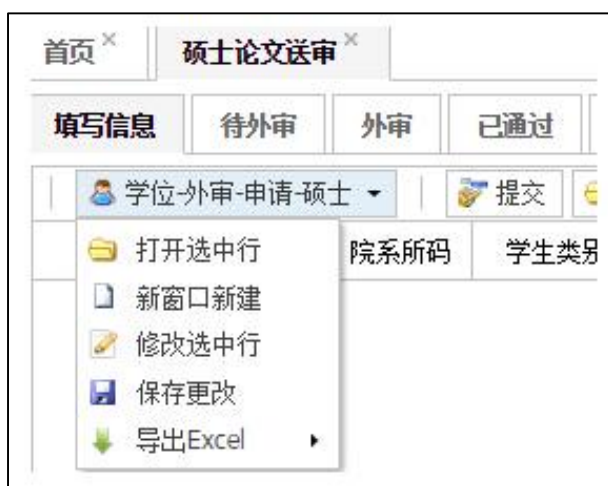 首页 硕士论文送审
填写信息 待外审 外审 已通过
学位-外审-申请-硕士 提交
院系所码 学生类别
打开选中行
新窗口新建
修改选中行
保存更改
导出Excel